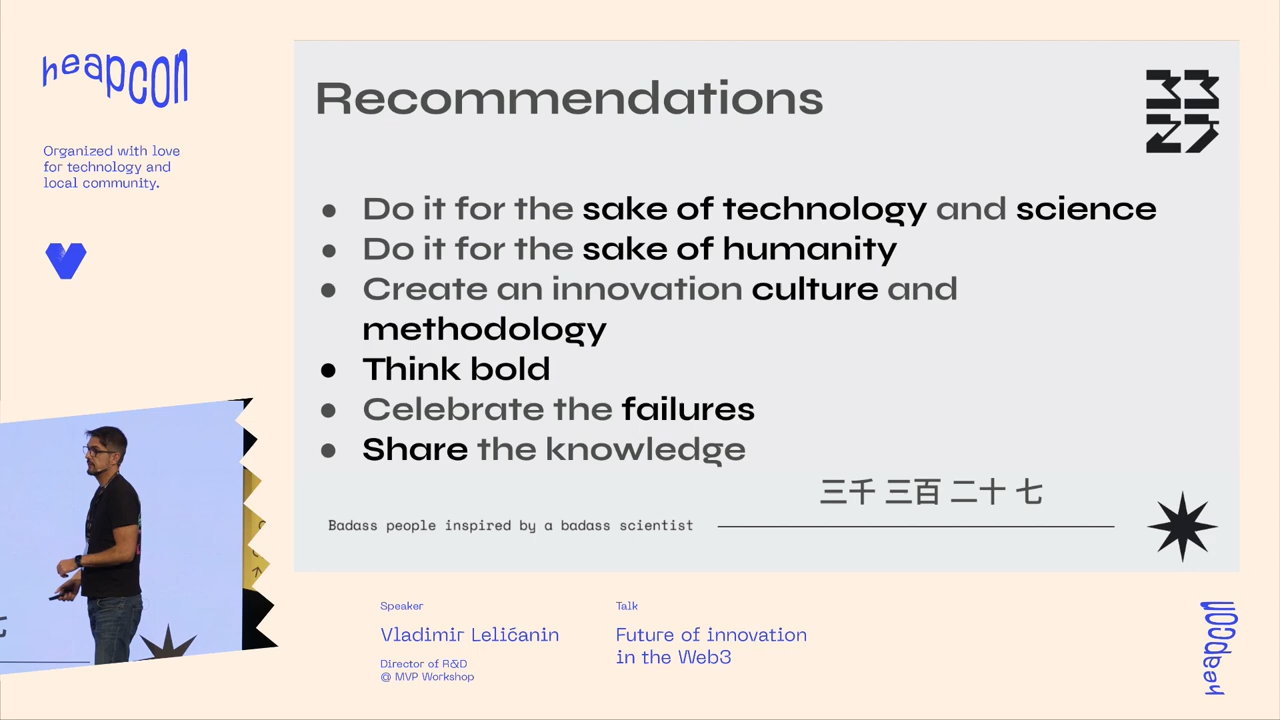 heapcon
Organized with love
for technology and
local community.
Recommendations
33
27
● Do it for the sake of technology and science
● Do it for the sake of humanity
● Create an innovation culture and
methodology
● Think bold
● Celebrate the failures
● Share the knowledge
三千 三百 二十 七
Badass people inspired by a badass scientist
Speaker
Vladimir Leličanin
Director of R&D
@ MVP Workshop
Talk
Future of innovation
in the Web3
heapcon